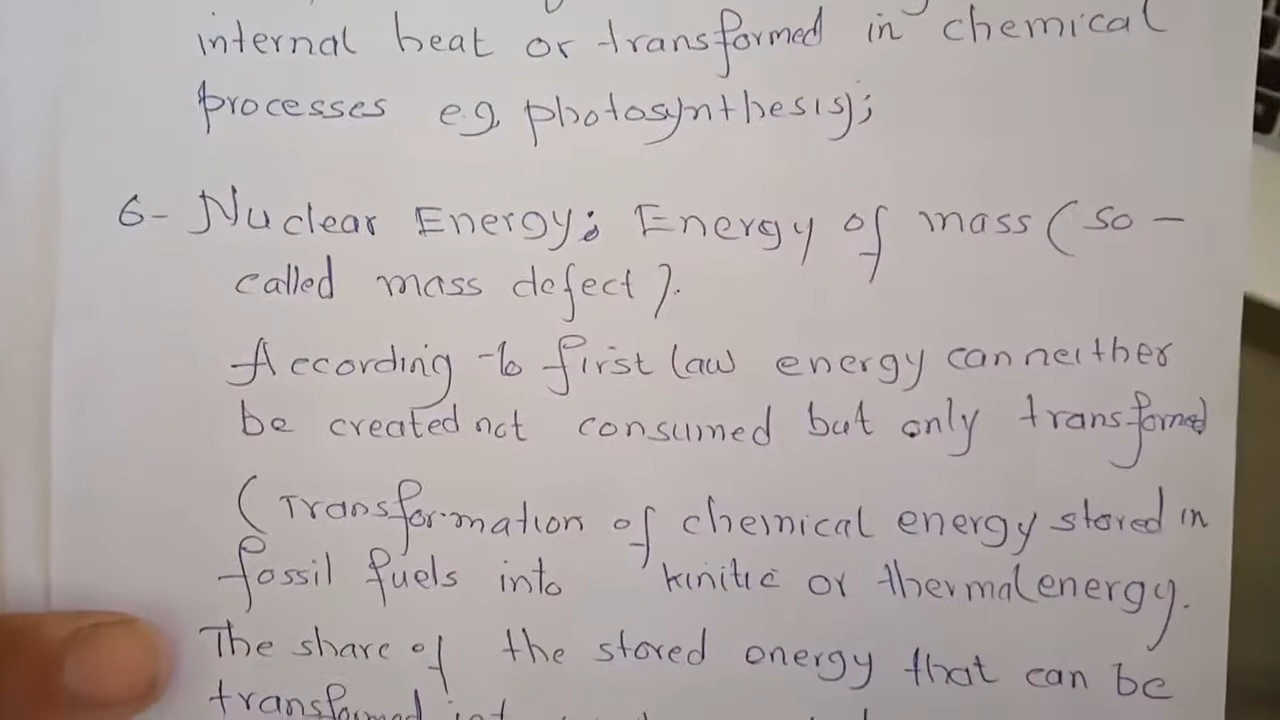 internal heat or transformed in chemical
processes e.g, photosynthesis);
6- Nuclear Energy: Energy of mass (so-
called mass defect).
According to first law energy can neither
be created not consumed but only transformed
(Transformation of chemical energy stored in
fossil fuels into kinitic or thermal energy.
The share of the stored energy that can be
transformed